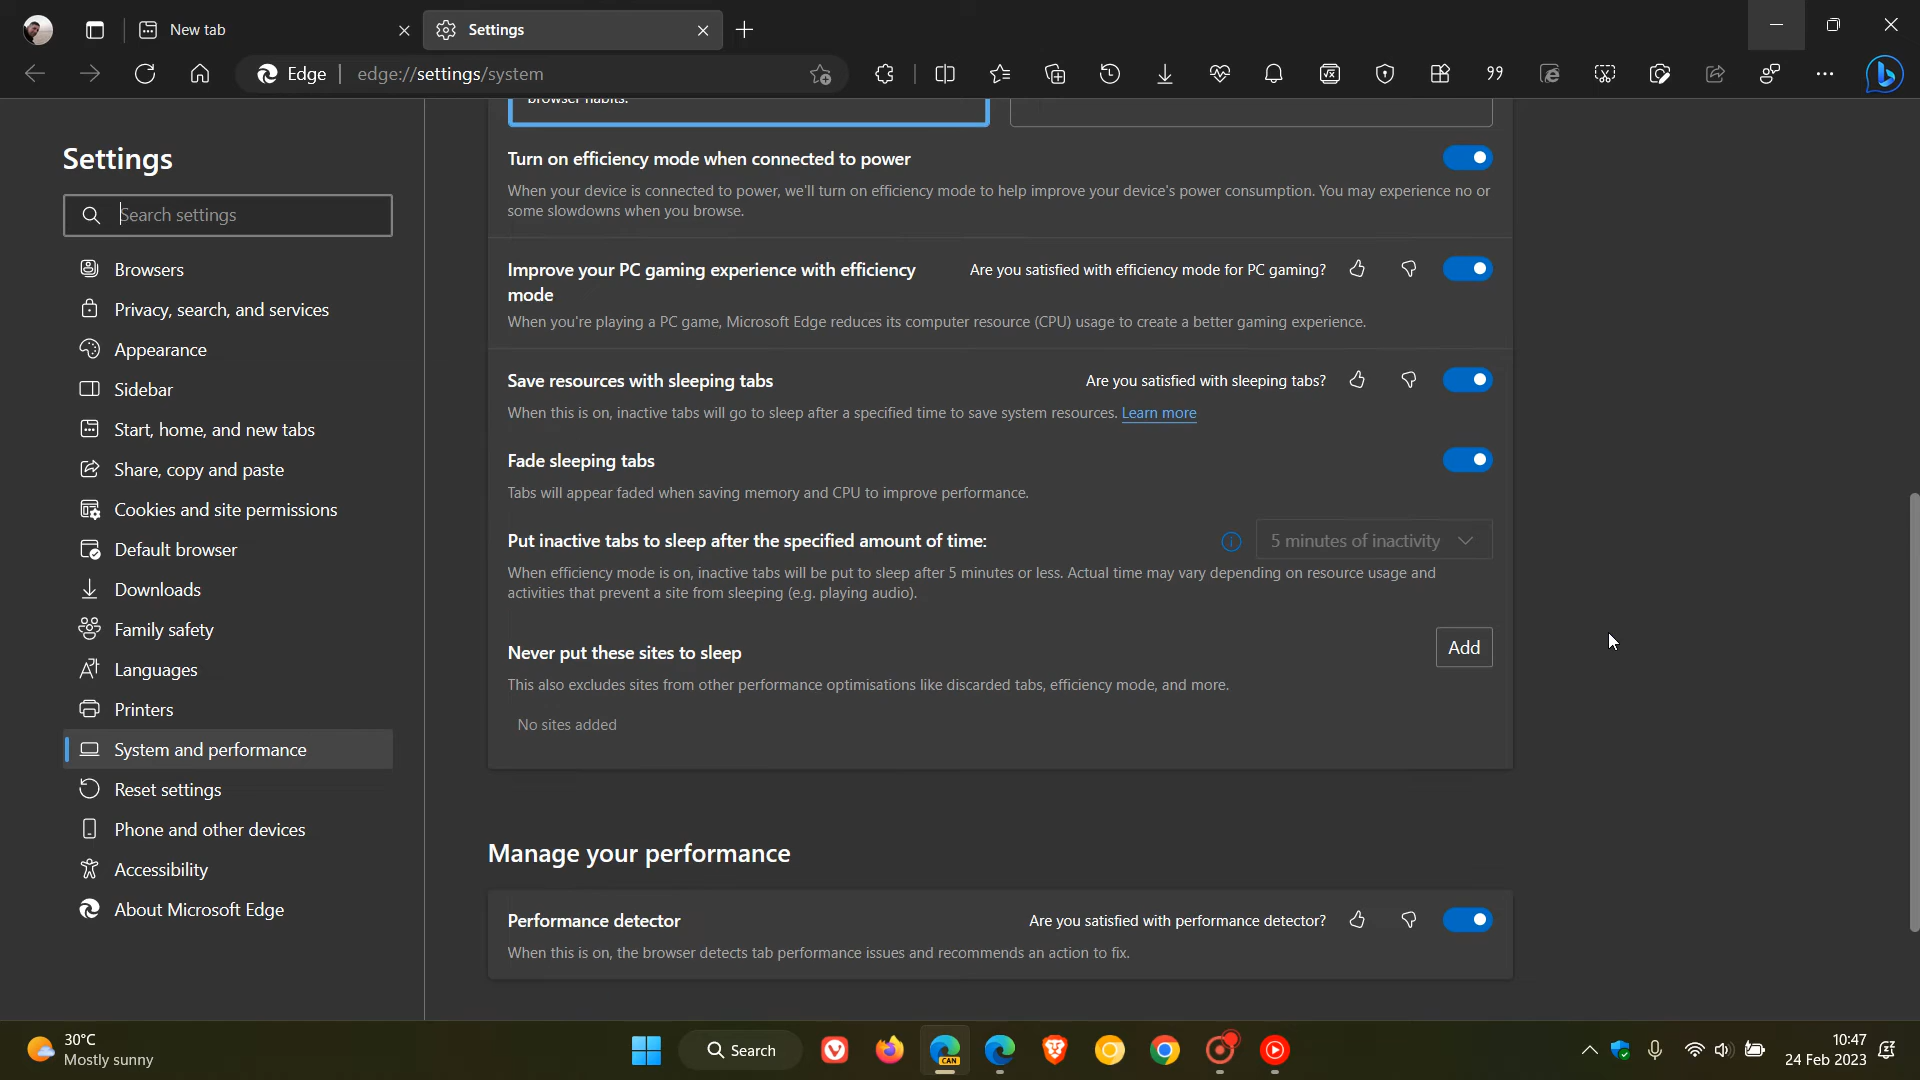 New tab
Settings
Edge
edge://settings/system
Settings
Search settings
Browsers
Privacy, search, and services
Appearance
Sidebar
Start, home, and new tabs
Share, copy and paste
Cookies and site permissions
Default browser
Downloads
Family safety
Languages
Printers
System and performance
Reset settings
Phone and other devices
Accessibility
About Microsoft Edge
browser habits.
Turn on efficiency mode when connected to power
When your device is connected to power, we'll turn on efficiency mode to help improve your device's power consumption. You may experience no or
some slowdowns when you browse.
Improve your PC gaming experience with efficiency
mode
Are you satisfied with efficiency mode for PC gaming?
When you're playing a PC game, Microsoft Edge reduces its computer resource (CPU) usage to create a better gaming experience.
Save resources with sleeping tabs
Are you satisfied with sleeping tabs?
When this is on, inactive tabs will go to sleep after a specified time to save system resources. Learn more
Fade sleeping tabs
Tabs will appear faded when saving memory and CPU to improve performance.
Put inactive tabs to sleep after the specified amount of time:
5 minutes of inactivity
When efficiency mode is on, inactive tabs will be put to sleep after 5 minutes or less. Actual time may vary depending on resource usage and
activities that prevent a site from sleeping (e.g. playing audio).
Never put these sites to sleep
Add
This also excludes sites from other performance optimisations like discarded tabs, efficiency mode, and more.
No sites added
Manage your performance
Performance detector
Are you satisfied with performance detector?
When this is on, the browser detects tab performance issues and recommends an action to fix.
30°C
Mostly sunny
Search
CAN
10:47
24 Feb 2023